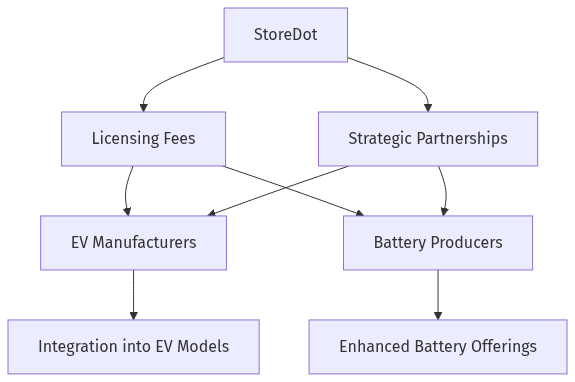 StoreDot
Licensing Fees
Strategic Partnerships
EV Manufacturers
Battery Producers
Integration into EV Models
Enhanced Battery Offerings